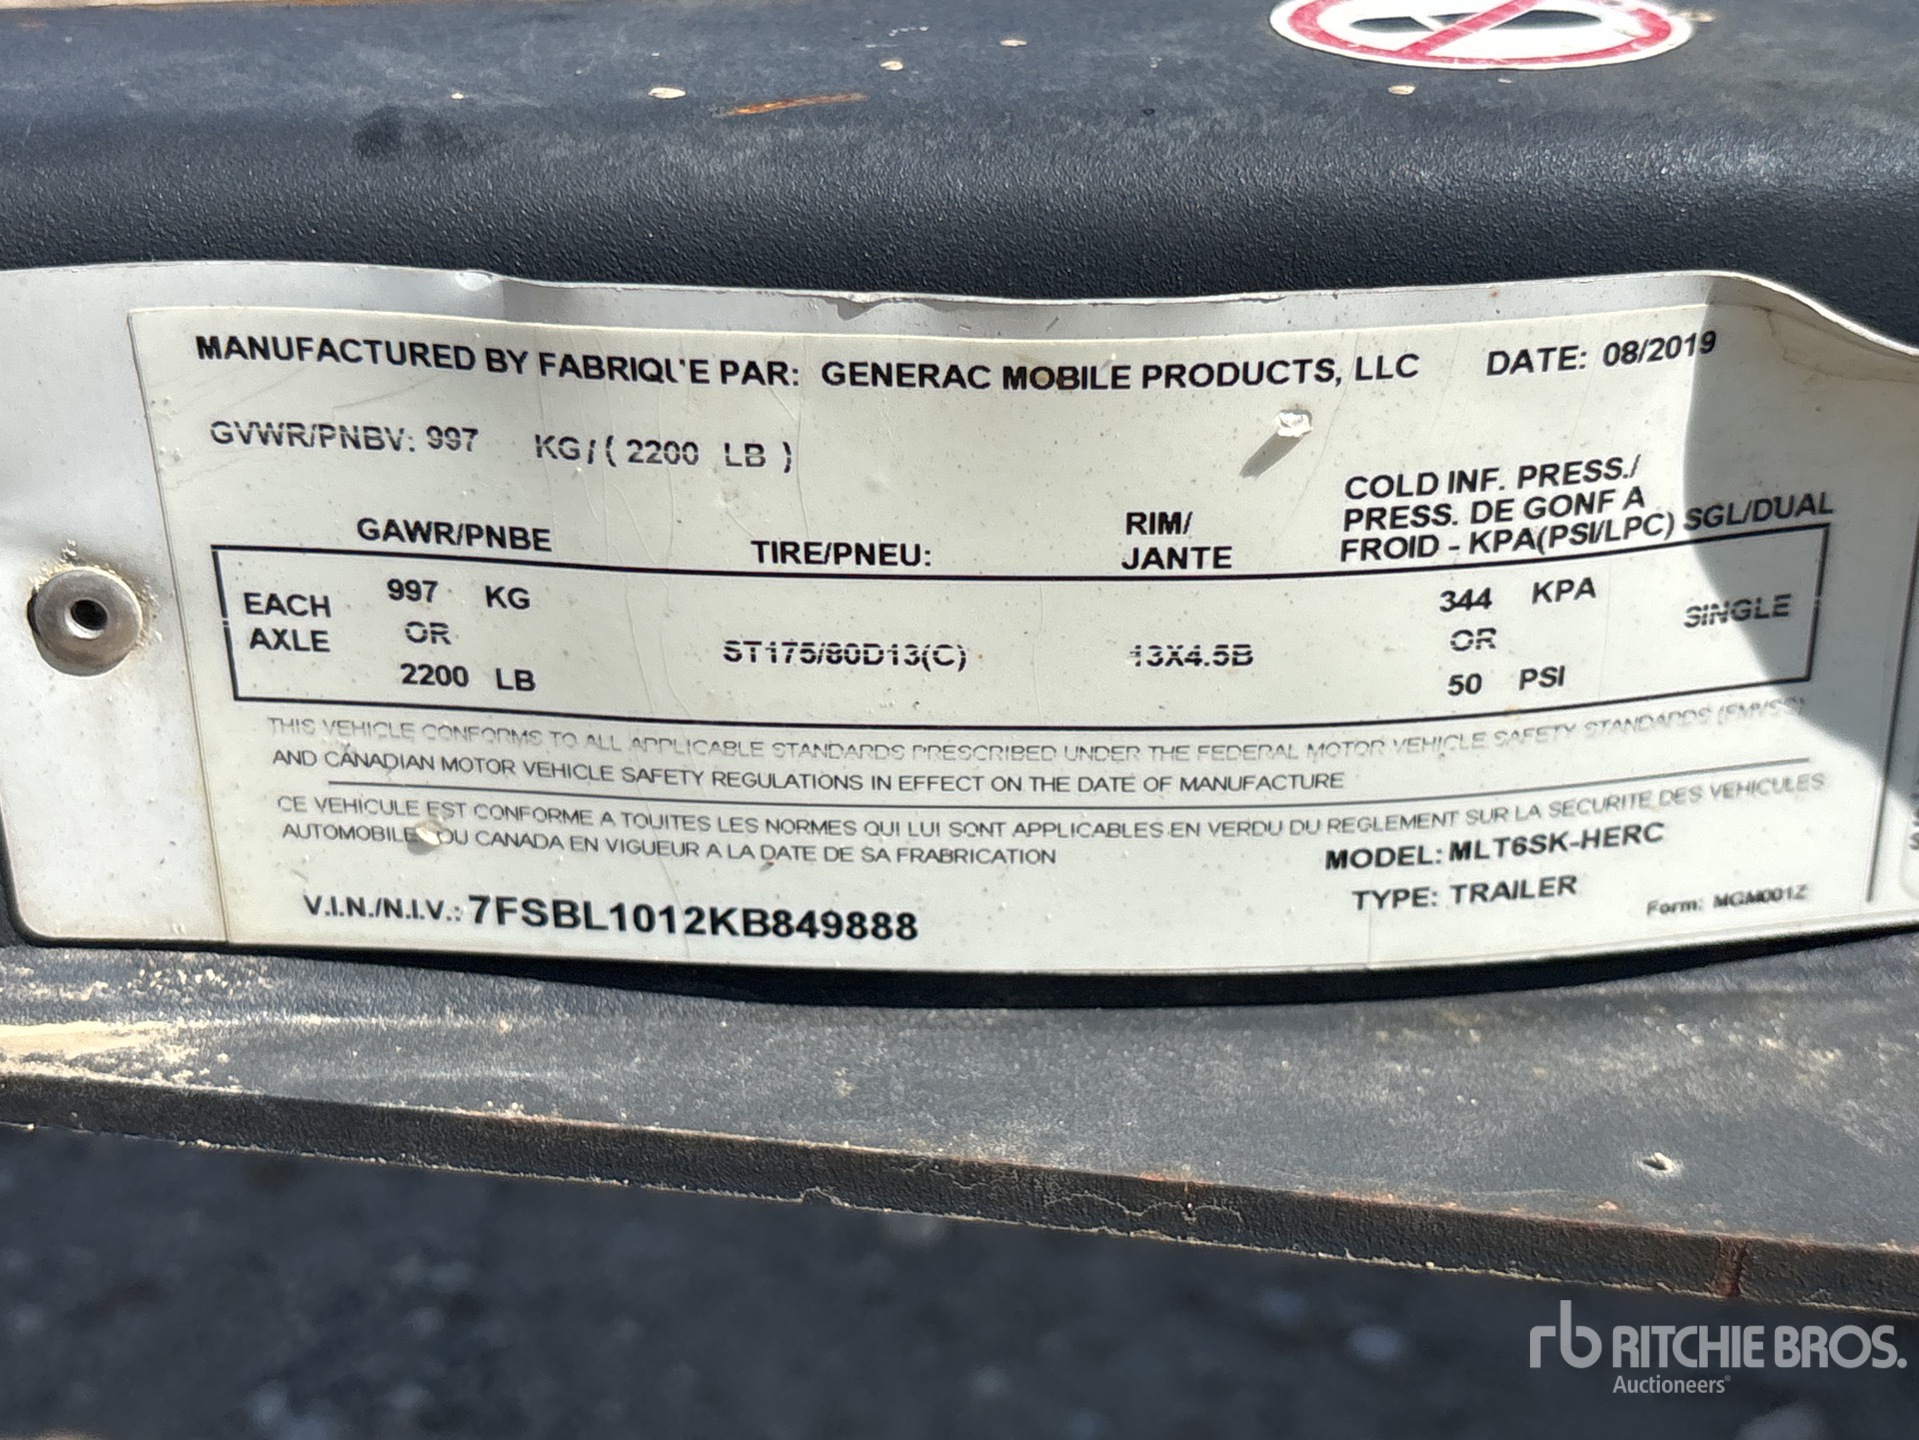 MANUFACTURED BY FABRIQU'E PAR: GENERAC MOBILE PRODUCTS, LLC DATE: 08/2019
GVWR/PNBV: 997 KG / ( 2200 LB )
GAWR/PNBE TIRE/PNEU: RIM/ JANTE COLD INF. PRESS./ PRESS. DE GONF A FROID - KPA(PSI/LPC) SGL/DUAL
EACH AXLE 997 KG OR 2200 LB ST175/80D13(C) 13X4.5B 344 KPA OR 50 PSI SINGLE
THIS VEHICLE CONFORMS TO ALL APPLICABLE STANDARDS PRESCRIBED UNDER THE FEDERAL MOTOR VEHICLE SAFETY STANDARDS (FMVSS)
AND CANADIAN MOTOR VEHICLE SAFETY REGULATIONS IN EFFECT ON THE DATE OF MANUFACTURE
CE VEHICULE EST CONFORME A TOUITES LES NORMES QUI LUI SONT APPLICABLES EN VERDU DU REGLEMENT SUR LA SECURITE DES VEHICULES
AUTOMOBILE DU CANADA EN VIGUEUR A LA DATE DE SA FRABRICATION
MODEL: MLT6SK-HERC
V.I.N./N.I.V.: 7FSBL1012KB849888 TYPE: TRAILER Form: MGM001Z
rb RITCHIE BROS.
Auctioneers